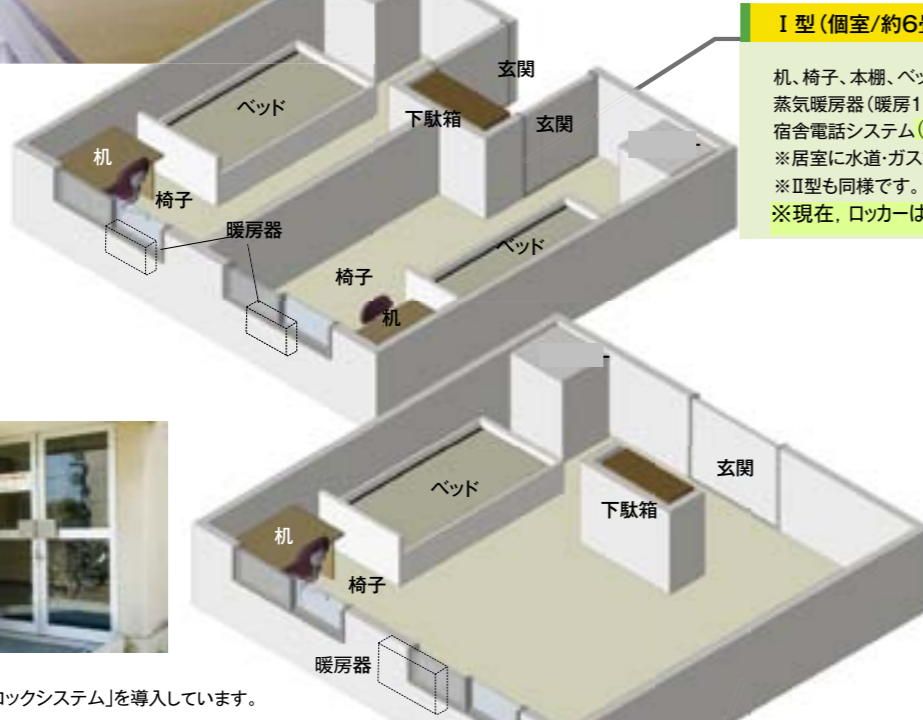 I型(個室/約6
机、椅子、本棚、ベッ
蒸気暖房器(暖房1
宿舎電話システム(
※居室に水道・ガス
※II型も同様です。
※現在，ロッカーは
玄関
ベッド
下駄箱
玄関
机
椅子
暖房器
ベッド
椅子
机
玄関
ベッド
下駄箱
机
椅子
暖房器
ックシステム」を導入しています。